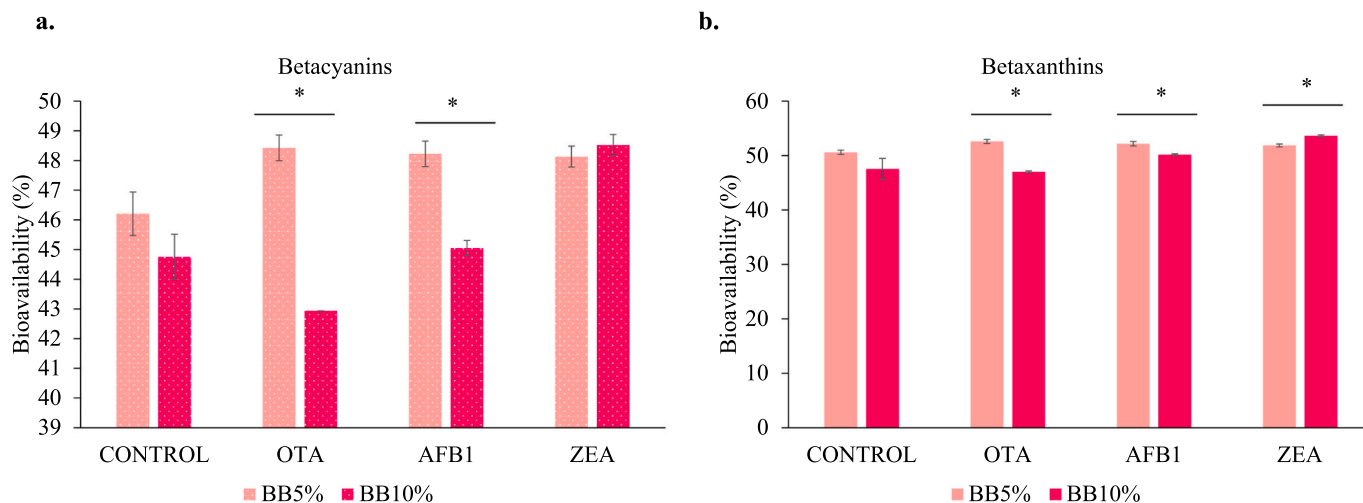 a.
Betacyanins
* *
Bioavailability (%)
50
49
48
47
46
45
44
43
42
41
40
39
CONTROL OTA AFB1 ZEA
BB5% BB10%
b.
Betaxanthins
* * *
Bioavailability (%)
60
50
40
30
20
10
0
CONTROL OTA AFB1 ZEA
BB5% BB10%